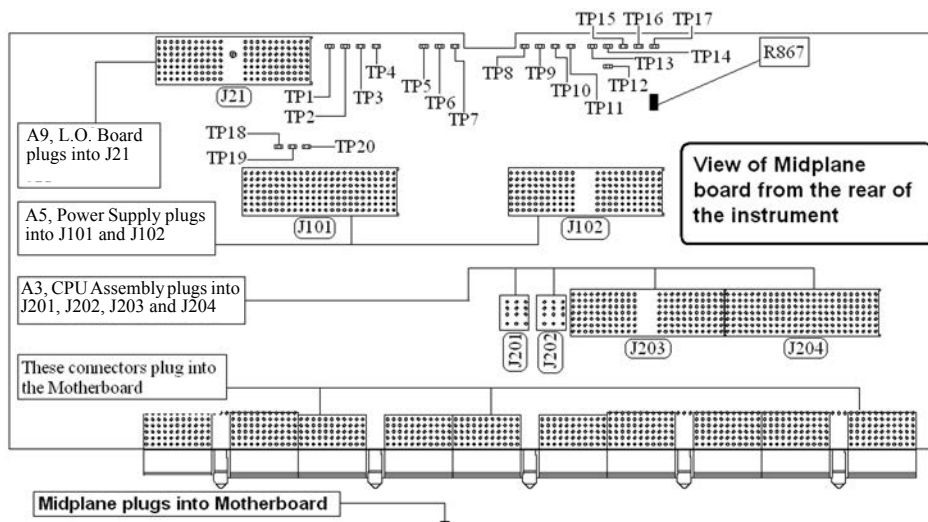 TP15 TP16 TP17
R867
J21
TP1
TP2
TP3
TP4
TP5
TP6
TP7
TP8
TP9
TP10
TP11
TP12
TP13
TP14
TP18
TP19
TP20
A9, L.O. Board
plugs into J21
View of Midplane
board from the rear of
the instrument
A5, Power Supply plugs
into J101 and J102
J101
J102
A3, CPU Assembly plugs into
J201, J202, J203 and J204
J201
J202
J203
J204
These connectors plug into
the Motherboard
Midplane plugs into Motherboard